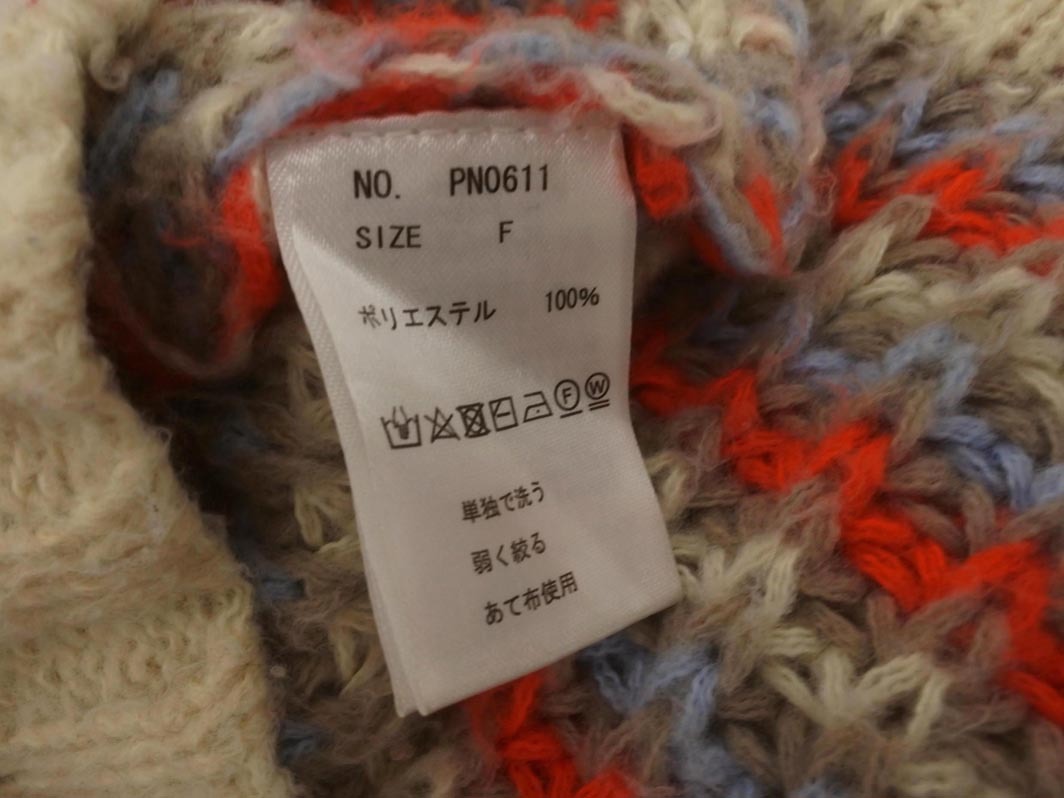 NO. PN0611
SIZE F
ポリエステル 100%
F W
単独で洗う
弱く絞る
あて布使用